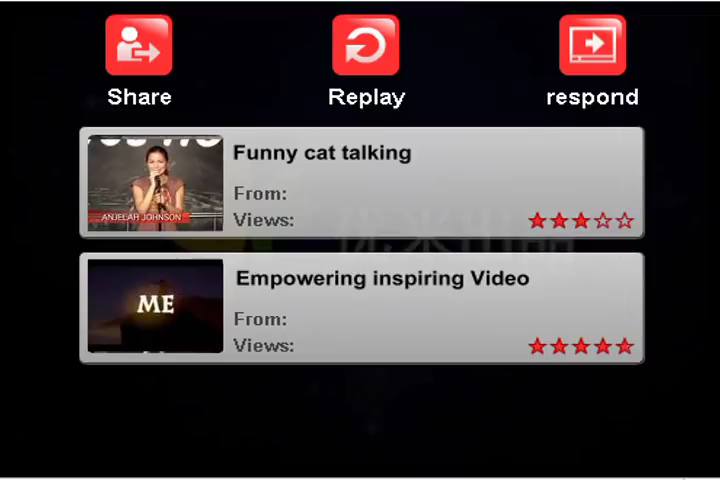 Share
Replay
respond
Funny cat talking
From:
Views:
ANJELAH JOHNSON
Empowering inspiring Video
ME
From:
Views: